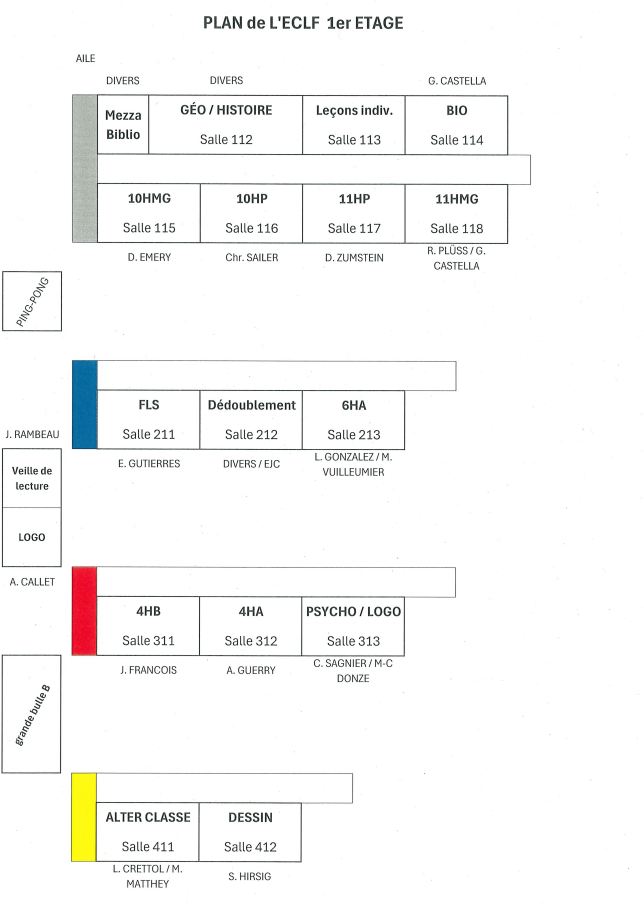 PLAN de L'ECLF 1er ETAGE
AILE
DIVERS
DIVERS
G. CASTELLA
Mezza
Biblio
GÉO / HISTOIRE
Salle 112
Leçons indiv.
Salle 113
BIO
Salle 114
10HMG
Salle 115
10HP
Salle 116
11HP
Salle 117
11HMG
Salle 118
D. EMERY
Chr. SAILER
D. ZUMSTEIN
R. PLÜSS / G.
CASTELLA
PING-PONG
FLS
Salle 211
Dédoublement
Salle 212
6HA
Salle 213
E. GUTIERRES
DIVERS / EJC
L. GONZALEZ / M.
VUILLEUMIER
J. RAMBEAU
Veille de
lecture
LOGO
A. CALLET
4HB
Salle 311
4HA
Salle 312
PSYCHO / LOGO
Salle 313
J. FRANCOIS
A. GUERRY
C. SAGNIER / M-C
DONZE
grande bulle B
ALTER CLASSE
Salle 411
DESSIN
Salle 412
L. CRETTOL / M.
MATTHEY
S. HIRSIG